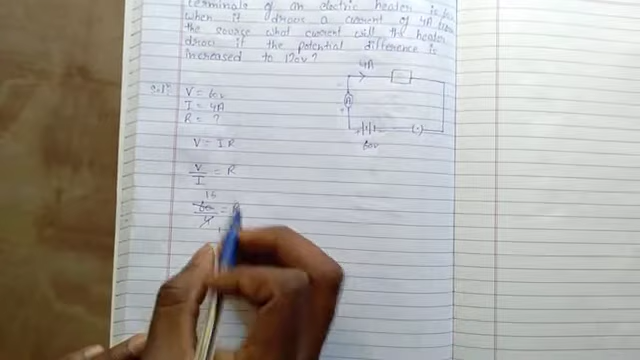 terminals of an electric heater is
when it draws a current of 4A from
the source what current will the heater
draw if the potential difference is
increased to 120V?
4A
Sol:
V = 60V
I = 4A
R = ?
A
60V
V = IR
V/I = R
15
60/4 = R